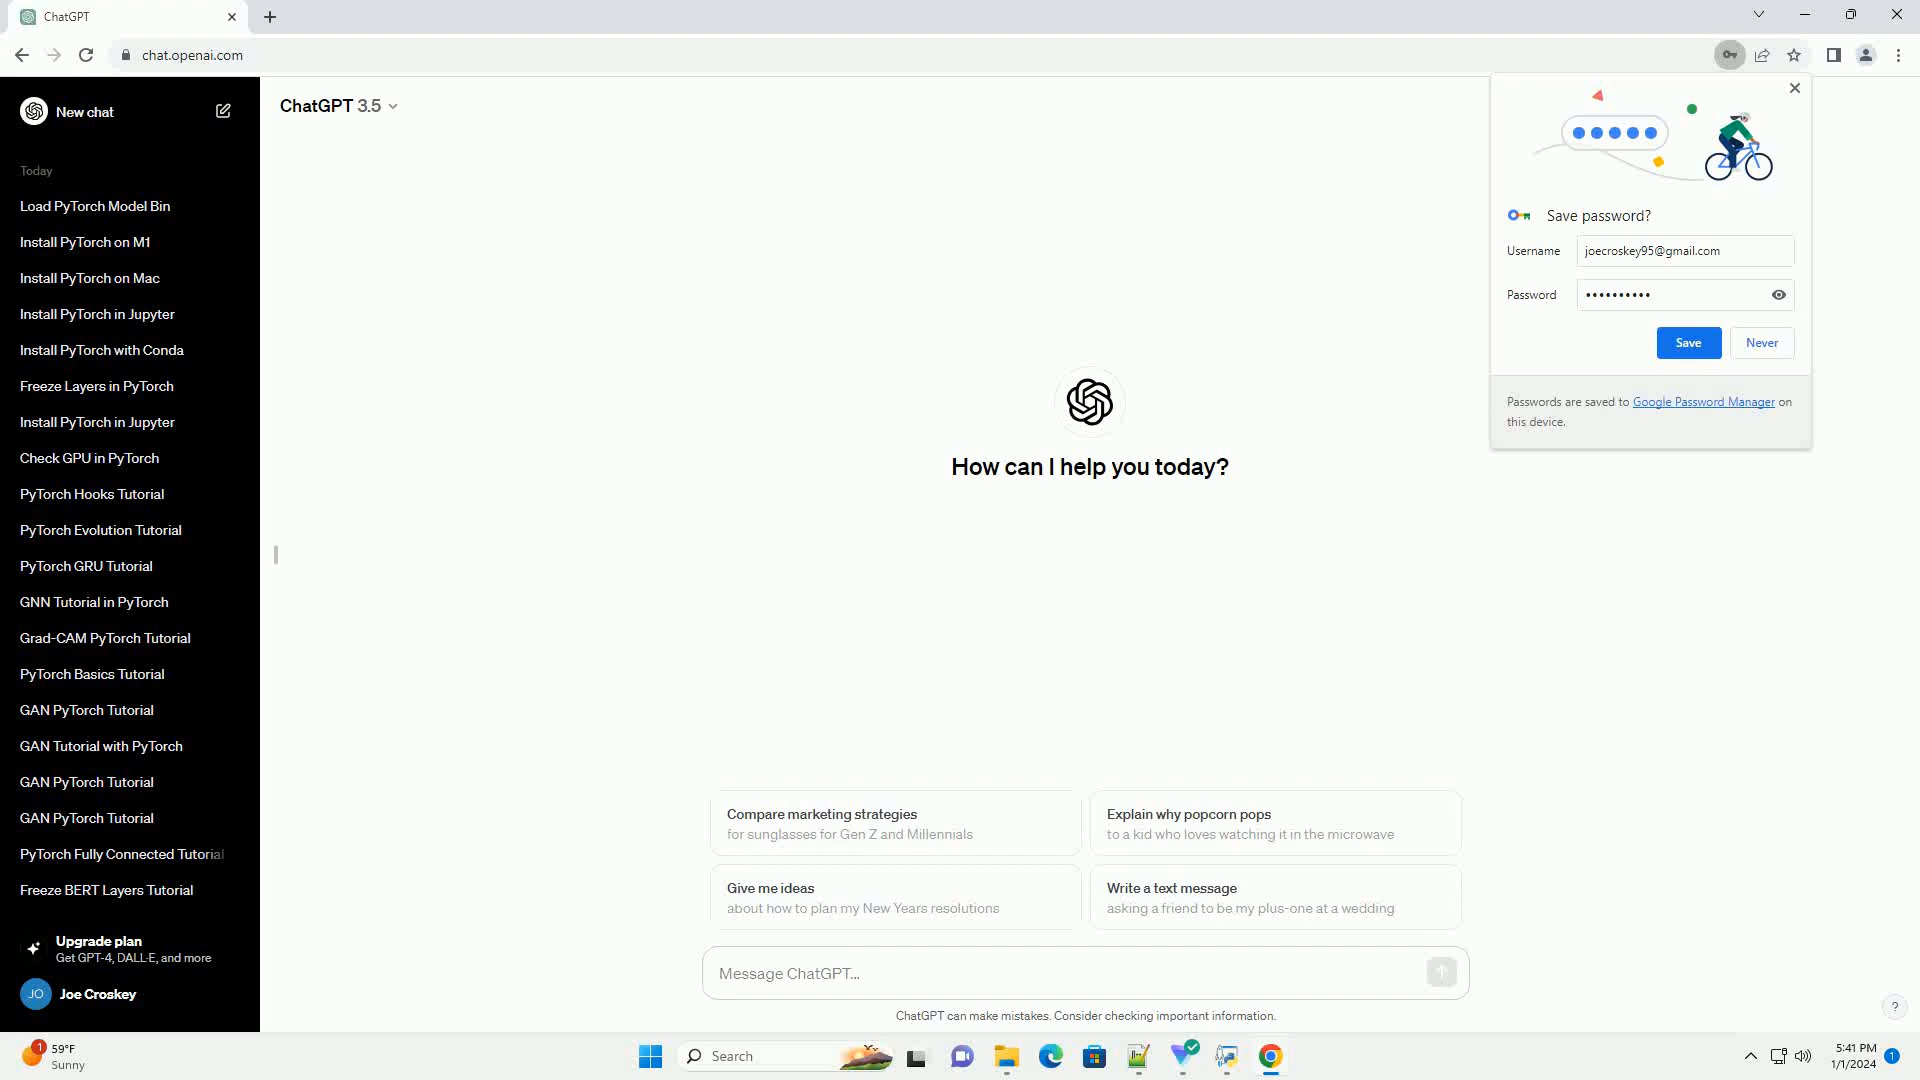 ChatGPT
chat.openai.com
New chat
Today
Load PyTorch Model Bin
Install PyTorch on M1
Install PyTorch on Mac
Install PyTorch in Jupyter
Install PyTorch with Conda
Freeze Layers in PyTorch
Install PyTorch in Jupyter
Check GPU in PyTorch
PyTorch Hooks Tutorial
PyTorch Evolution Tutorial
PyTorch GRU Tutorial
GNN Tutorial in PyTorch
Grad-CAM PyTorch Tutorial
PyTorch Basics Tutorial
GAN PyTorch Tutorial
GAN Tutorial with PyTorch
GAN PyTorch Tutorial
GAN PyTorch Tutorial
PyTorch Fully Connected Tutorial
Freeze BERT Layers Tutorial
Upgrade plan
Get GPT-4, DALL·E, and more
JO Joe Croskey
ChatGPT 3.5
How can I help you today?
Compare marketing strategies
for sunglasses for Gen Z and Millennials
Explain why popcorn pops
to a kid who loves watching it in the microwave
Give me ideas
about how to plan my New Years resolutions
Write a text message
asking a friend to be my plus-one at a wedding
Message ChatGPT...
ChatGPT can make mistakes. Consider checking important information.
?
Save password?
Username joecroskey95@gmail.com
Password ••••••••••
Save Never
Passwords are saved to Google Password Manager on
this device.
1
59°F
Sunny
Search
5:41 PM
1/1/2024
1